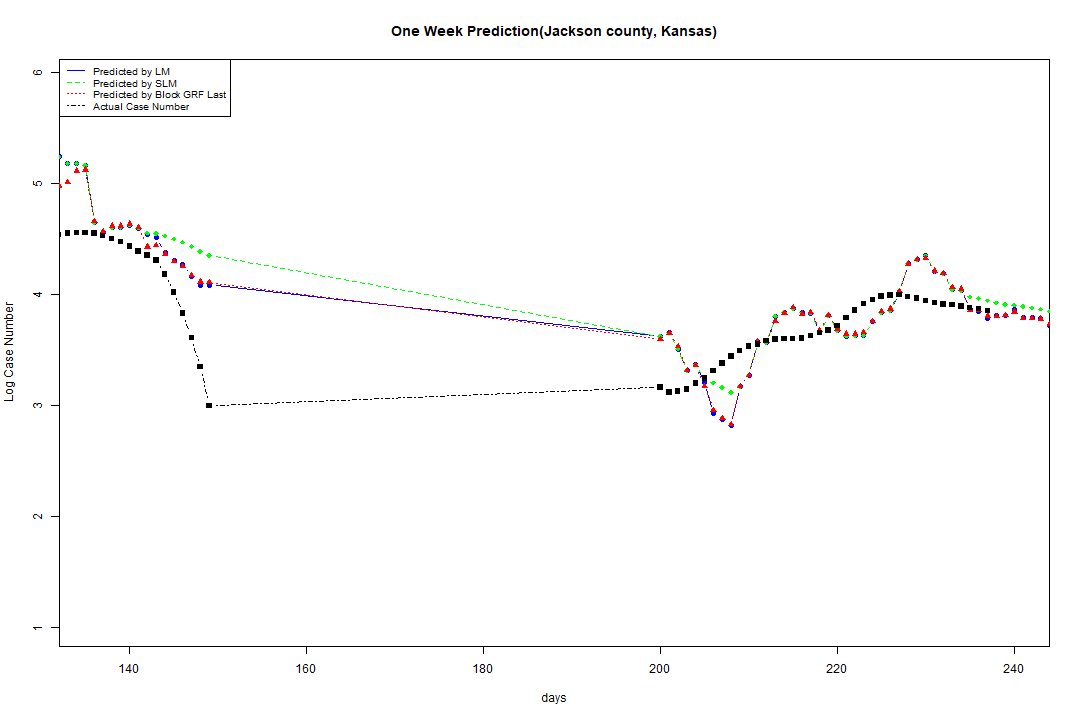 One Week Prediction(Jackson county, Kansas)
Predicted by LM
Predicted by SLM
Predicted by Block GRF Last
Actual Case Number
6
5
4
3
2
1
Log Case Number
140 160 180 200 220 240
days